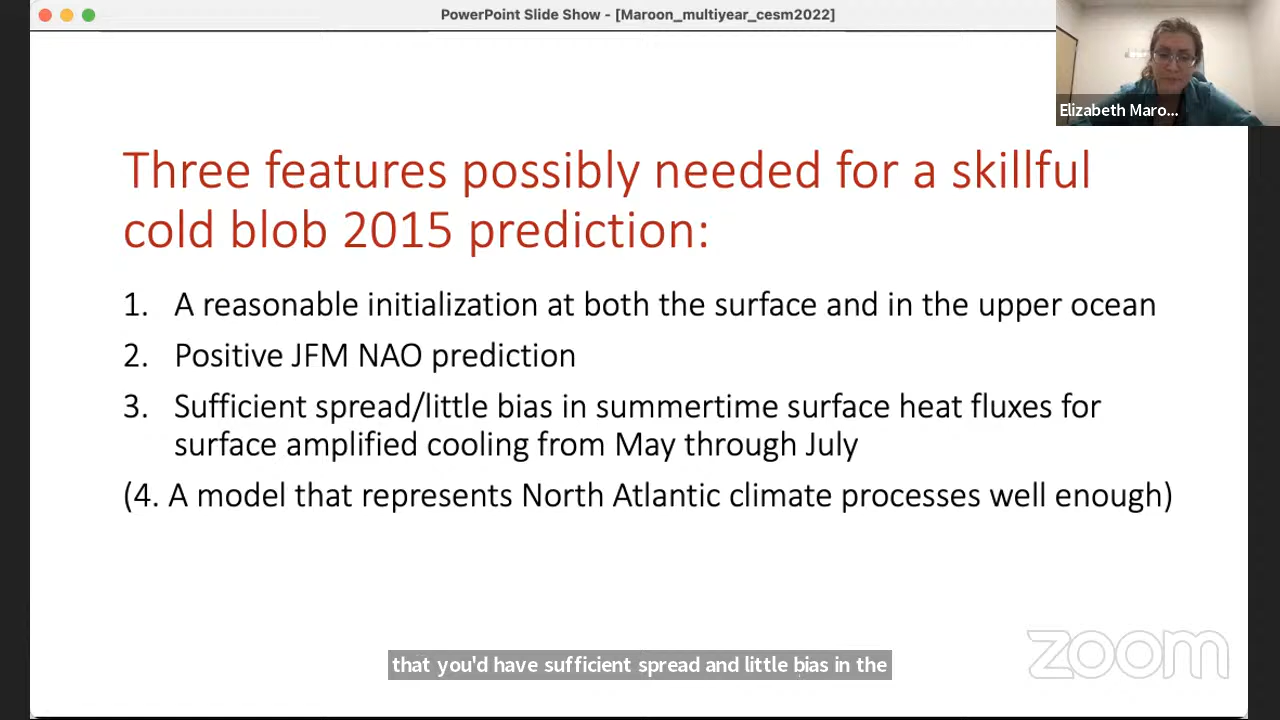 PowerPoint Slide Show - [Maroon_multiyear_cesm2022]
Elizabeth Maro...
Three features possibly needed for a skillful
cold blob 2015 prediction:
1. A reasonable initialization at both the surface and in the upper ocean
2. Positive JFM NAO prediction
3. Sufficient spread/little bias in summertime surface heat fluxes for
surface amplified cooling from May through July
(4. A model that represents North Atlantic climate processes well enough)
that you'd have sufficient spread and little bias in the
zoom